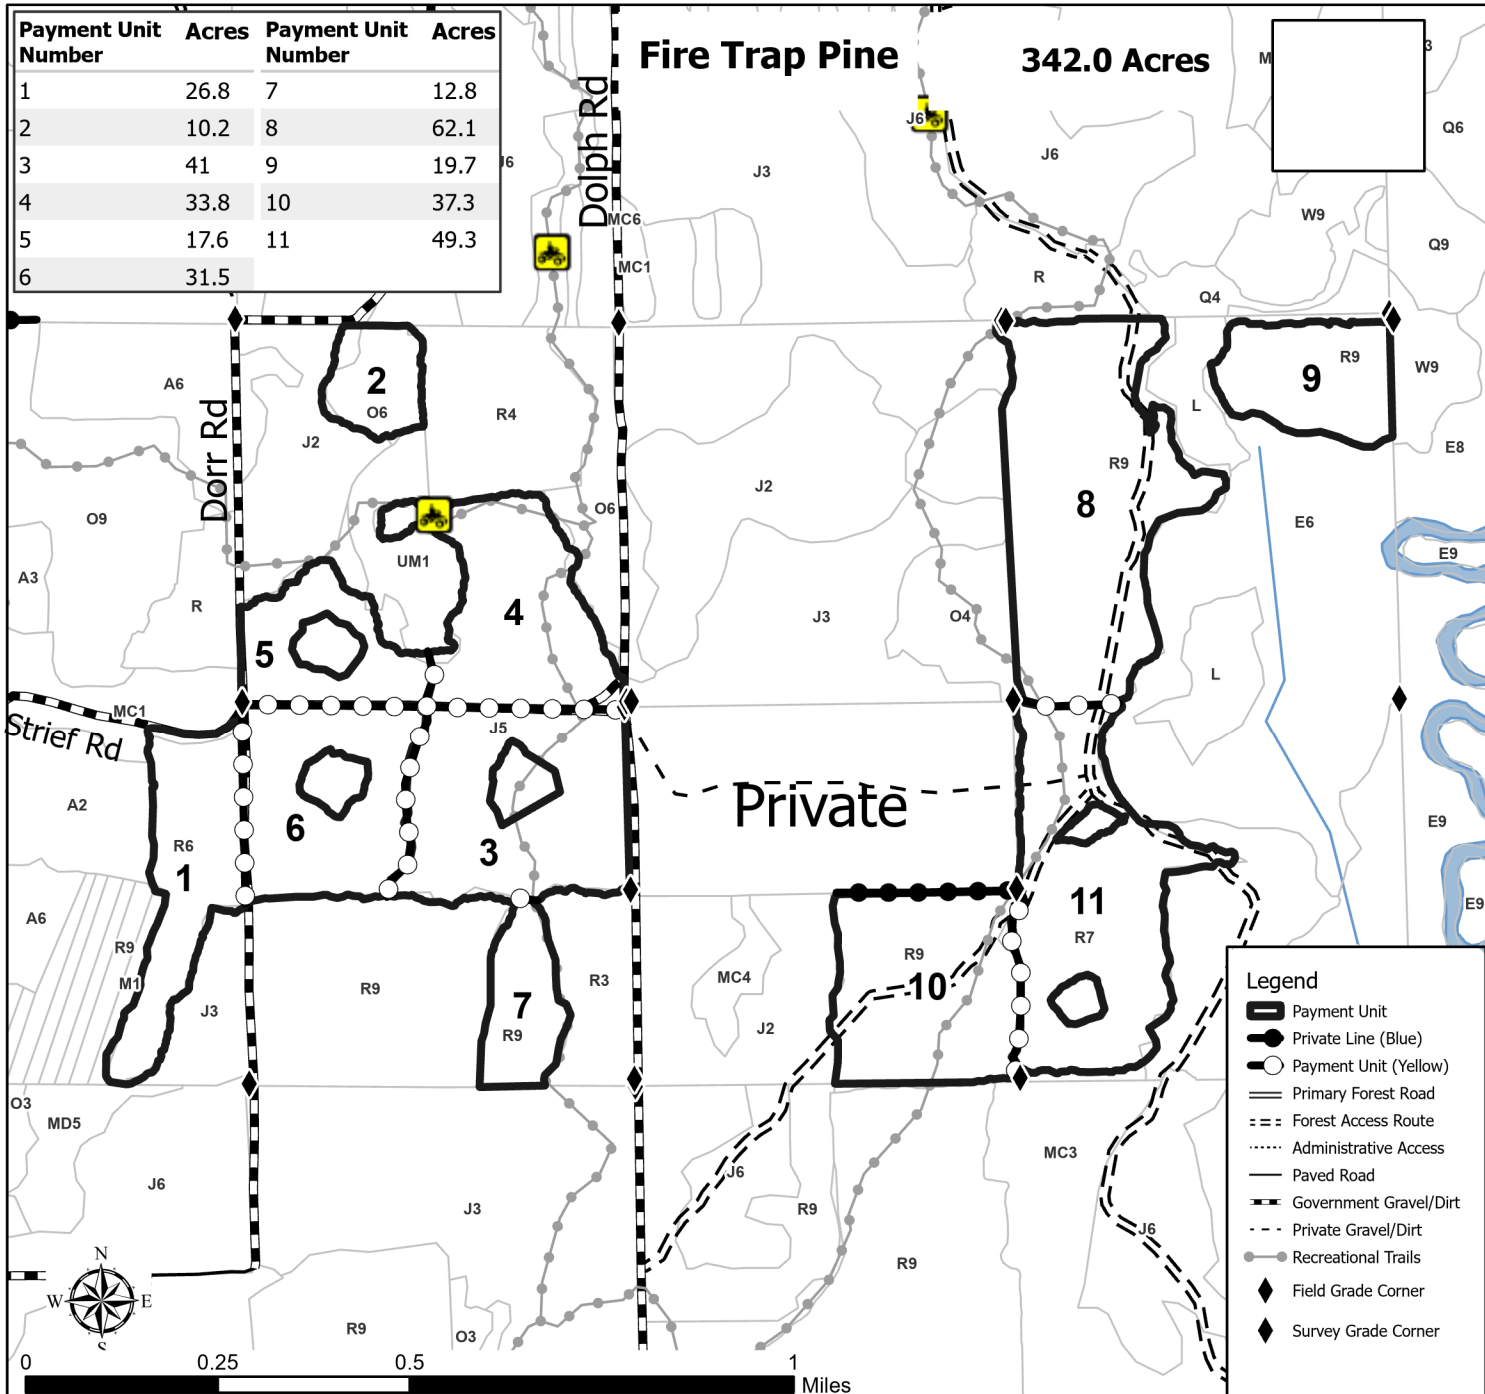 Payment Unit Number Acres Payment Unit Number Acres
1 26.8 7 12.8
2 10.2 8 62.1
3 41 9 19.7
4 33.8 10 37.3
5 17.6 11 49.3
6 31.5
Fire Trap Pine
342.0 Acres
Dolph Rd
Dorr Rd
Strief Rd
Private
J6
J6
J6
J3
MC6
MC1
R
Q4
W9
Q6
Q9
M
3
A6
2
O6
J2
R4
O9
A3
R
UM1
O6
J2
J3
O4
R9
8
L
R9
9
W9
E8
E6
E9
L
5
4
MC1
A2
R6
1
6
J5
3
E9
E9
A6
R9
M1
J3
R9
7
R9
R3
MC4
J2
R9
10
11
R7
O3
MD5
J6
J3
J6
R9
R9
MC3
J6
R9
O3
N
W E
S
0 0.25 0.5 1
Miles
Legend
Payment Unit
Private Line (Blue)
Payment Unit (Yellow)
Primary Forest Road
Forest Access Route
Administrative Access
Paved Road
Government Gravel/Dirt
Private Gravel/Dirt
Recreational Trails
Field Grade Corner
Survey Grade Corner